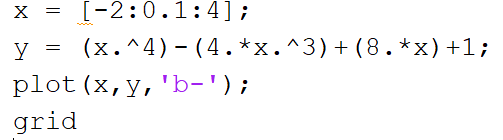 x = [-2:0.1:4];
y = (x.^4)-(4.*x.^3)+(8.*x)+1;
plot(x,y,'b-');
grid